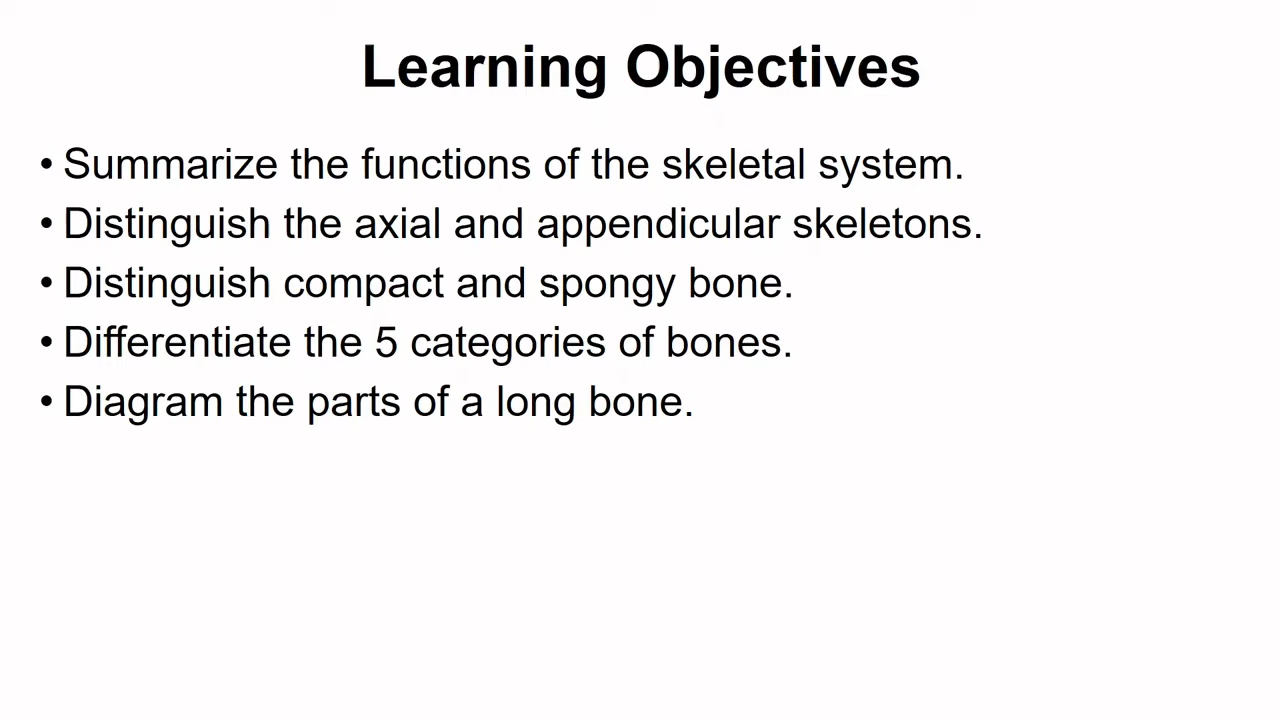 Learning Objectives
• Summarize the functions of the skeletal system.
• Distinguish the axial and appendicular skeletons.
• Distinguish compact and spongy bone.
• Differentiate the 5 categories of bones.
• Diagram the parts of a long bone.